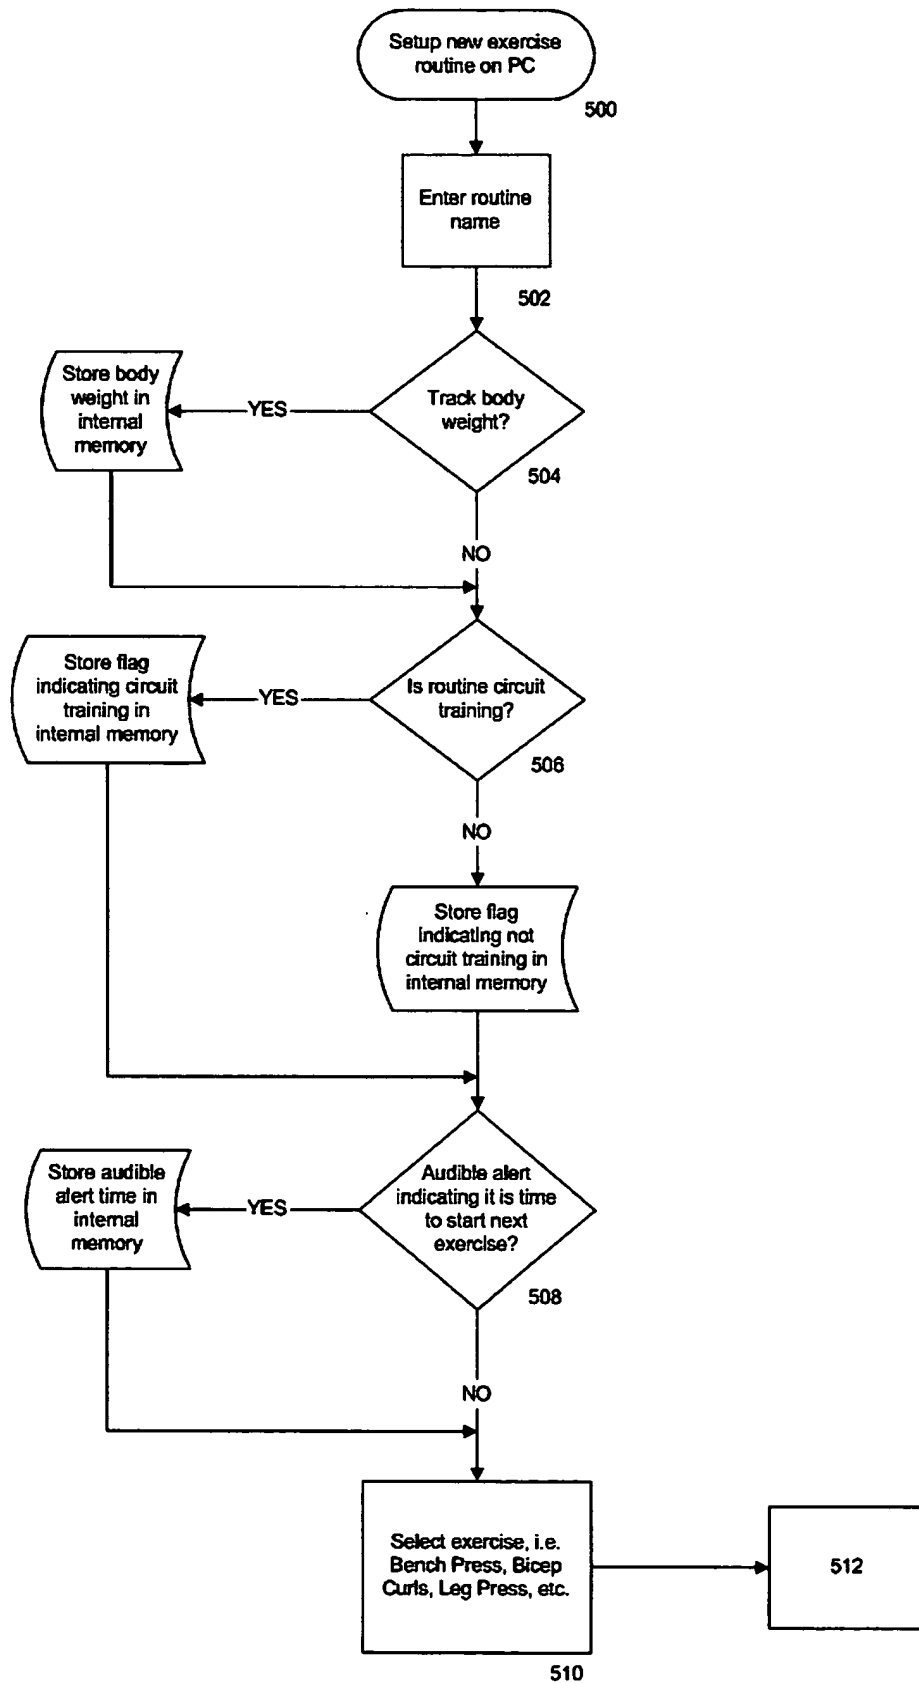 Setup new exercise
routine on PC
500
Enter routine
name
502
Store body
weight in
internal
memory
YES
Track body
weight?
504
NO
Store flag
indicating circuit
training in
internal memory
YES
Is routine circuit
training?
506
NO
Store flag
indicating not
circuit training in
internal memory
Store audible
alert time in
internal
memory
YES
Audible alert
indicating it is time
to start next
exercise?
508
NO
Select exercise, i.e.
Bench Press, Bicep
Curls, Leg Press, etc.
510
512